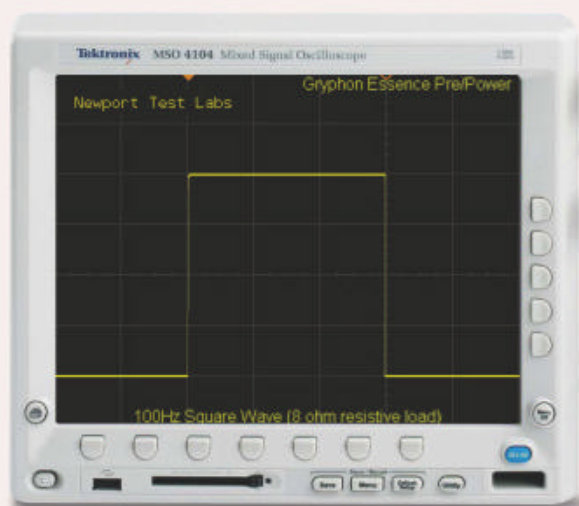 Tektronix MSO 4104 Mixed Signal Oscilloscope
Gryphon Essence Pre/Power
Newport Test Labs
100Hz Square Wave (8 ohm resistive load)
Save Menu Utility